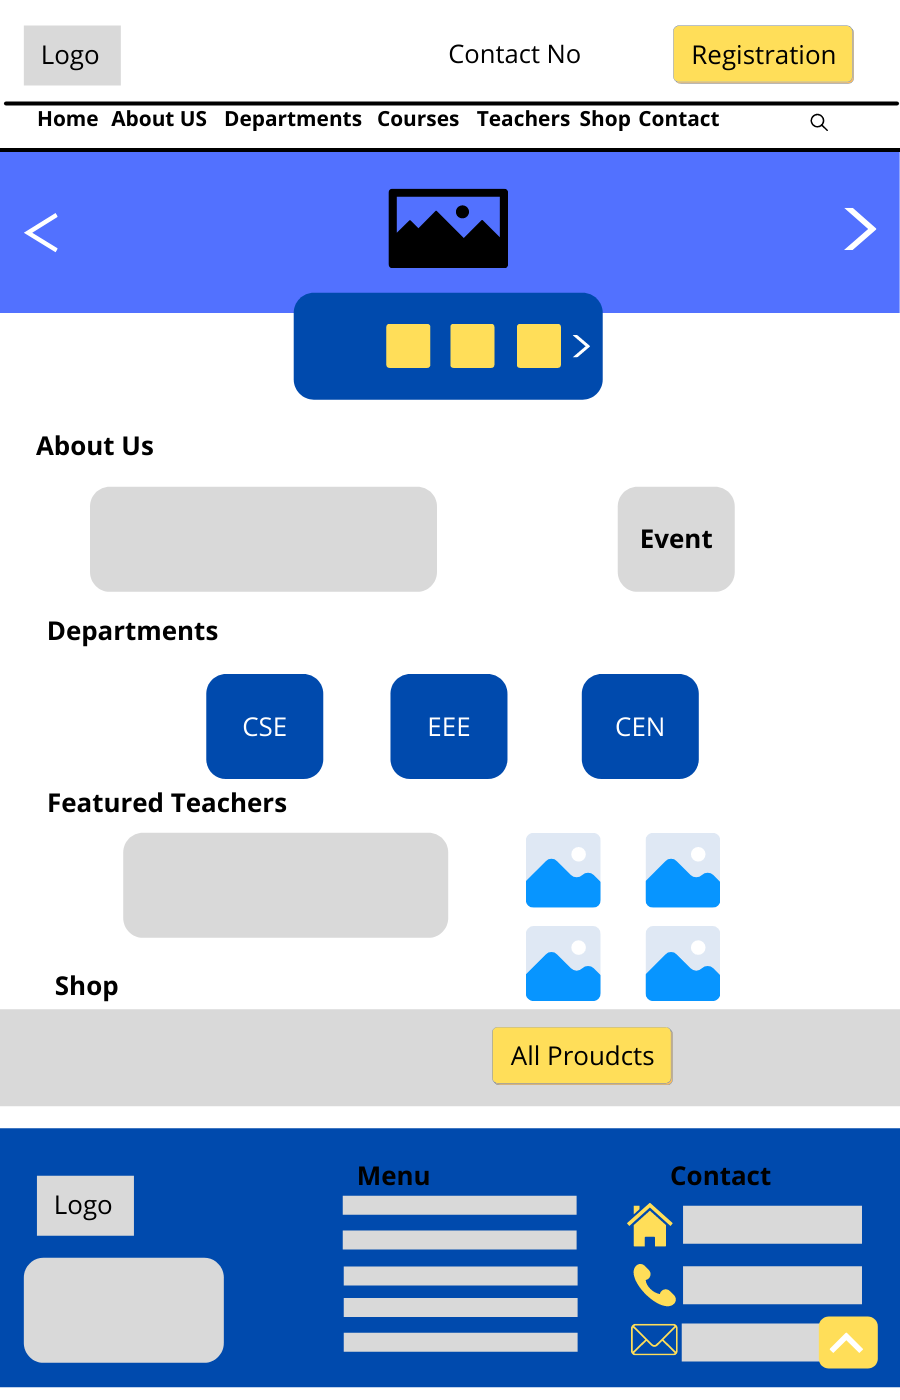 Logo
Contact No
Registration
Home About US Departments Courses Teachers Shop Contact
About Us
Event
Departments
CSE
EEE
CEN
Featured Teachers
Shop
All Proudcts
Menu
Contact
Logo